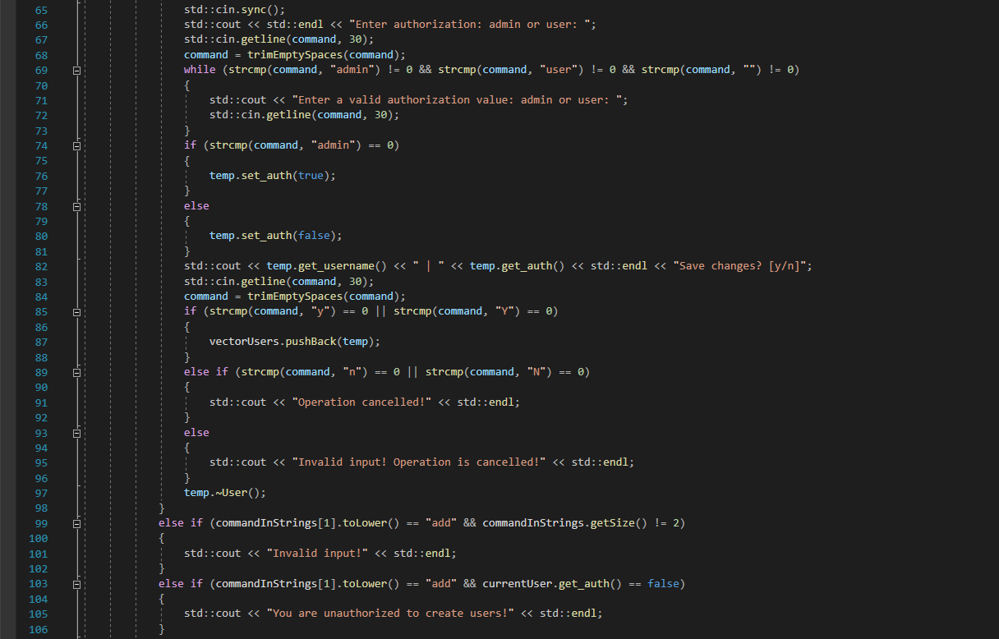 65 std::cin.sync();
66 std::cout << std::endl << "Enter authorization: admin or user: ";
67 std::cin.getline(command, 30);
68 command = trimEmptySpaces(command);
69 while (strcmp(command, "admin") != 0 && strcmp(command, "user") != 0 && strcmp(command, "") != 0)
70 {
71 std::cout << "Enter a valid authorization value: admin or user: ";
72 std::cin.getline(command, 30);
73 }
74 if (strcmp(command, "admin") == 0)
75 {
76 temp.set_auth(true);
77 }
78 else
79 {
80 temp.set_auth(false);
81 }
82 std::cout << temp.get_username() << " | " << temp.get_auth() << std::endl << "Save changes? [y/n]";
83 std::cin.getline(command, 30);
84 command = trimEmptySpaces(command);
85 if (strcmp(command, "y") == 0 || strcmp(command, "Y") == 0)
86 {
87 vectorUsers.pushBack(temp);
88 }
89 else if (strcmp(command, "n") == 0 || strcmp(command, "N") == 0)
90 {
91 std::cout << "Operation cancelled!" << std::endl;
92 }
93 else
94 {
95 std::cout << "Invalid input! Operation is cancelled!" << std::endl;
96 }
97 temp.~User();
98 }
99 else if (commandInStrings[1].toLower() == "add" && commandInStrings.getSize() != 2)
100 {
101 std::cout << "Invalid input!" << std::endl;
102 }
103 else if (commandInStrings[1].toLower() == "add" && currentUser.get_auth() == false)
104 {
105 std::cout << "You are unauthorized to create users!" << std::endl;
106 }